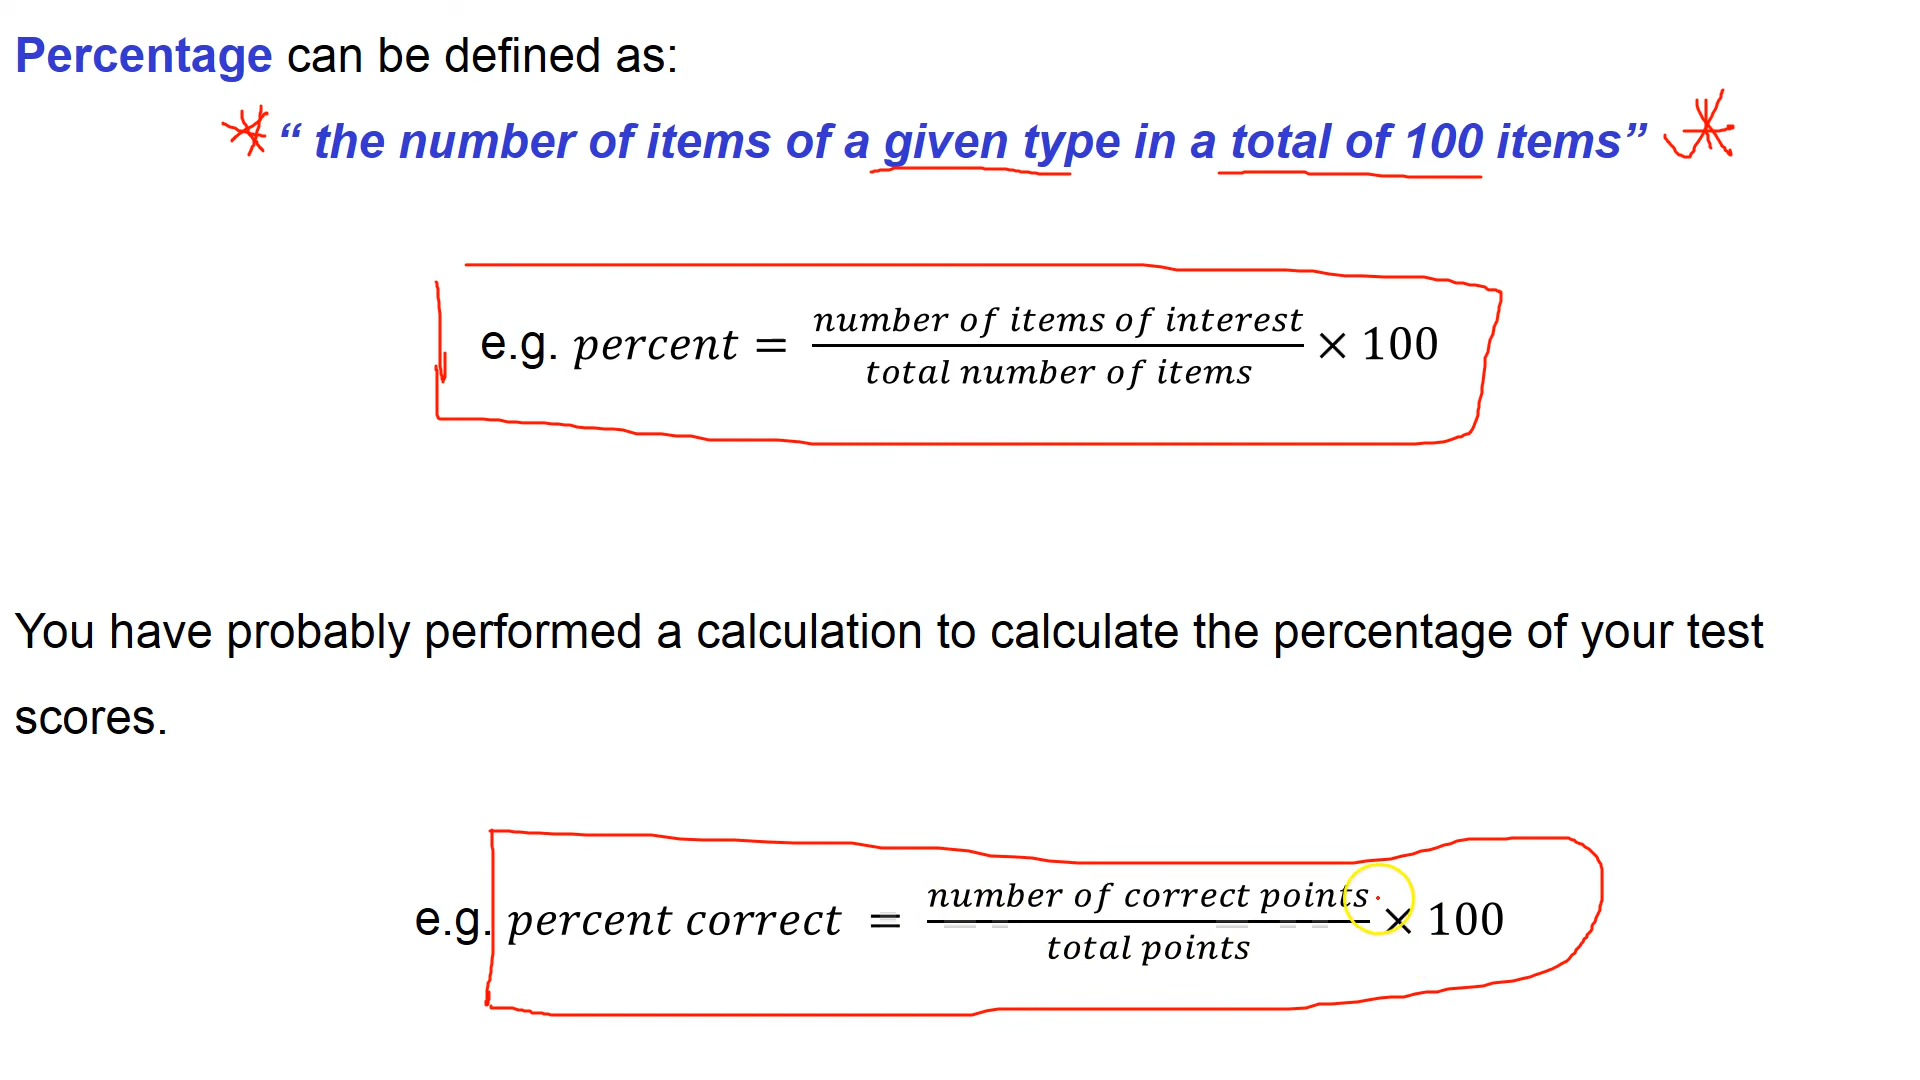 Percentage can be defined as:
“ the number of items of a given type in a total of 100 items”
e.g. percent = number of items of interest / total number of items × 100
You have probably performed a calculation to calculate the percentage of your test
scores.
e.g. percent correct = number of correct points / total points × 100